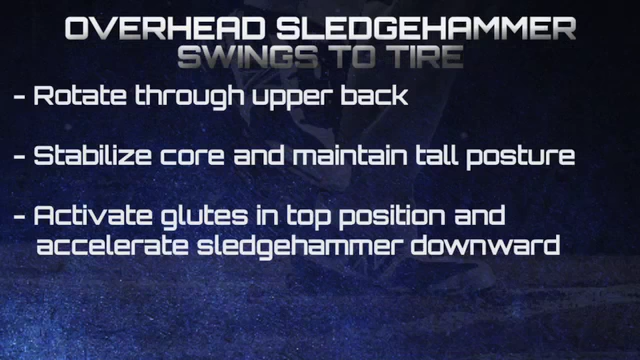 OVERHEAD SLEDGEHAMMER
SWINGS TO TIRE
- Rotate through upper back
- Stabilize core and maintain tall posture
- Activate glutes in top position and
accelerate sledgehammer downward